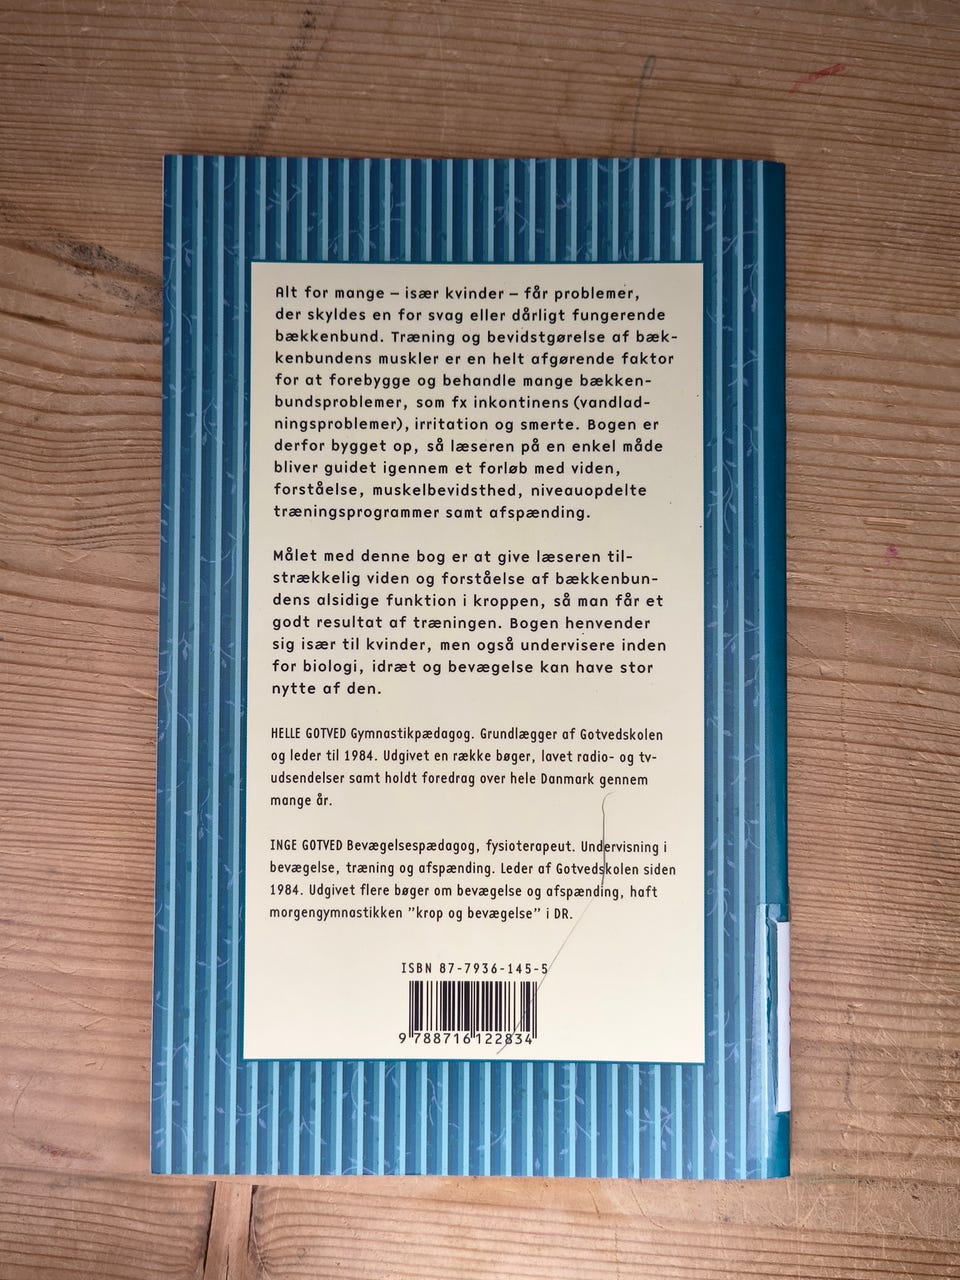 Alt for mange – især kvinder – får problemer,
der skyldes en for svag eller dårligt fungerende
bækkenbund. Træning og bevidstgørelse af bæk-
kenbundens muskler er en helt afgørende faktor
for at forebygge og behandle mange bækken-
bundsproblemer, som fx inkontinens (vandlad-
ningsproblemer), irritation og smerte. Bogen er
derfor bygget op, så læseren på en enkel måde
bliver guidet igennem et forløb med viden,
forståelse, muskelbevidsthed, niveauopdelte
træningsprogrammer samt afspænding.
Målet med denne bog er at give læseren til-
strækkelig viden og forståelse af bækkenbun-
dens alsidige funktion i kroppen, så man får et
godt resultat af træningen. Bogen henvender
sig især til kvinder, men også undervisere inden
for biologi, idræt og bevægelse kan have stor
nytte af den.
HELLE GOTVED Gymnastikpædagog. Grundlægger af Gotvedskolen
og leder til 1984. Udgivet en række bøger, lavet radio- og tv-
udsendelser samt holdt foredrag over hele Danmark gennem
mange år.
INGE GOTVED Bevægelsespædagog, fysioterapeut. Undervisning i
bevægelse, træning og afspænding. Leder af Gotvedskolen siden
1984. Udgivet flere bøger om bevægelse og afspænding, haft
morgengymnastikken ”krop og bevægelse” i DR.
ISBN 87-7936-145-5
9 788716 122834